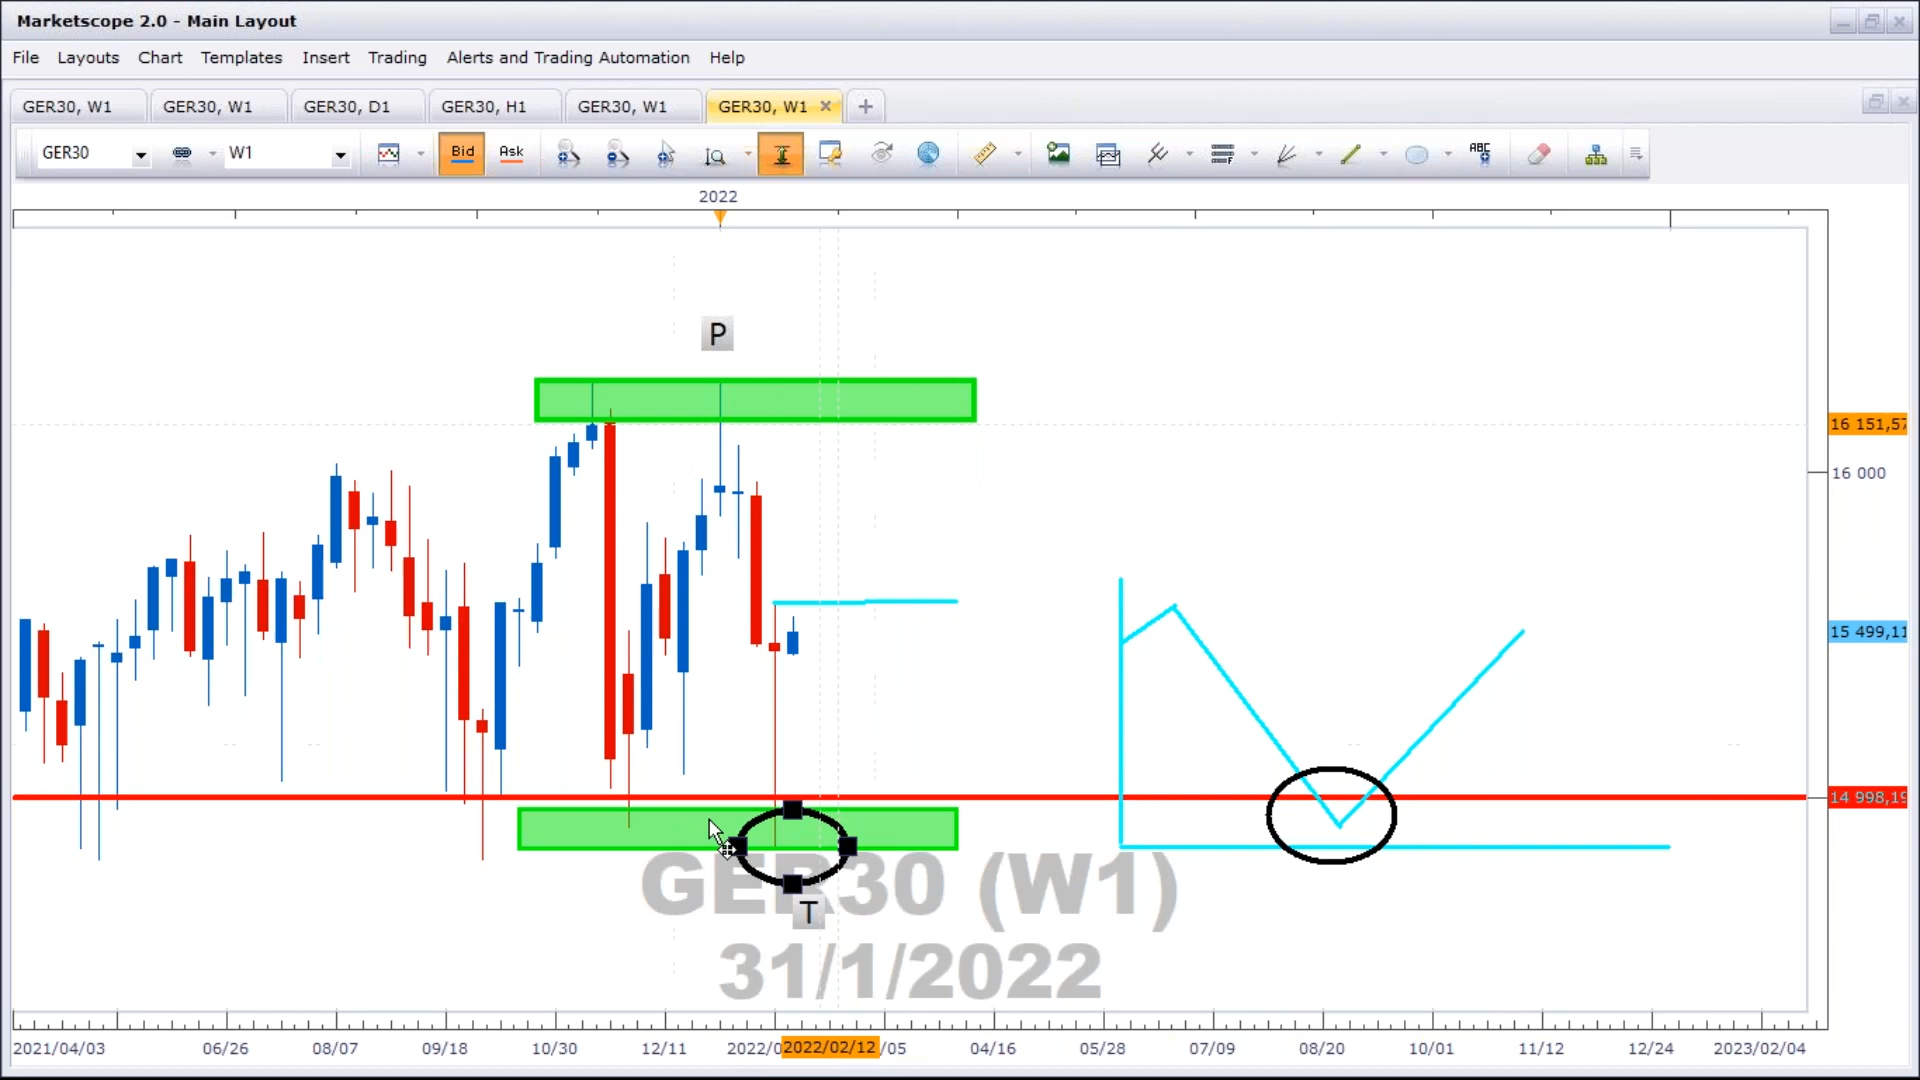 Marketscope 2.0 - Main Layout
File Layouts Chart Templates Insert Trading Alerts and Trading Automation Help
GER30, W1 GER30, W1 GER30, D1 GER30, H1 GER30, W1 GER30, W1
GER30 W1 Bid Ask ABC
2022
P
16 151,57
16 000
15 499,11
14 998,19
T
GER30 (W1)
31/1/2022
2021/04/03 06/26 08/07 09/18 10/30 12/11 2022/0 2022/02/12 /05 04/16 05/28 07/09 08/20 10/01 11/12 12/24 2023/02/04